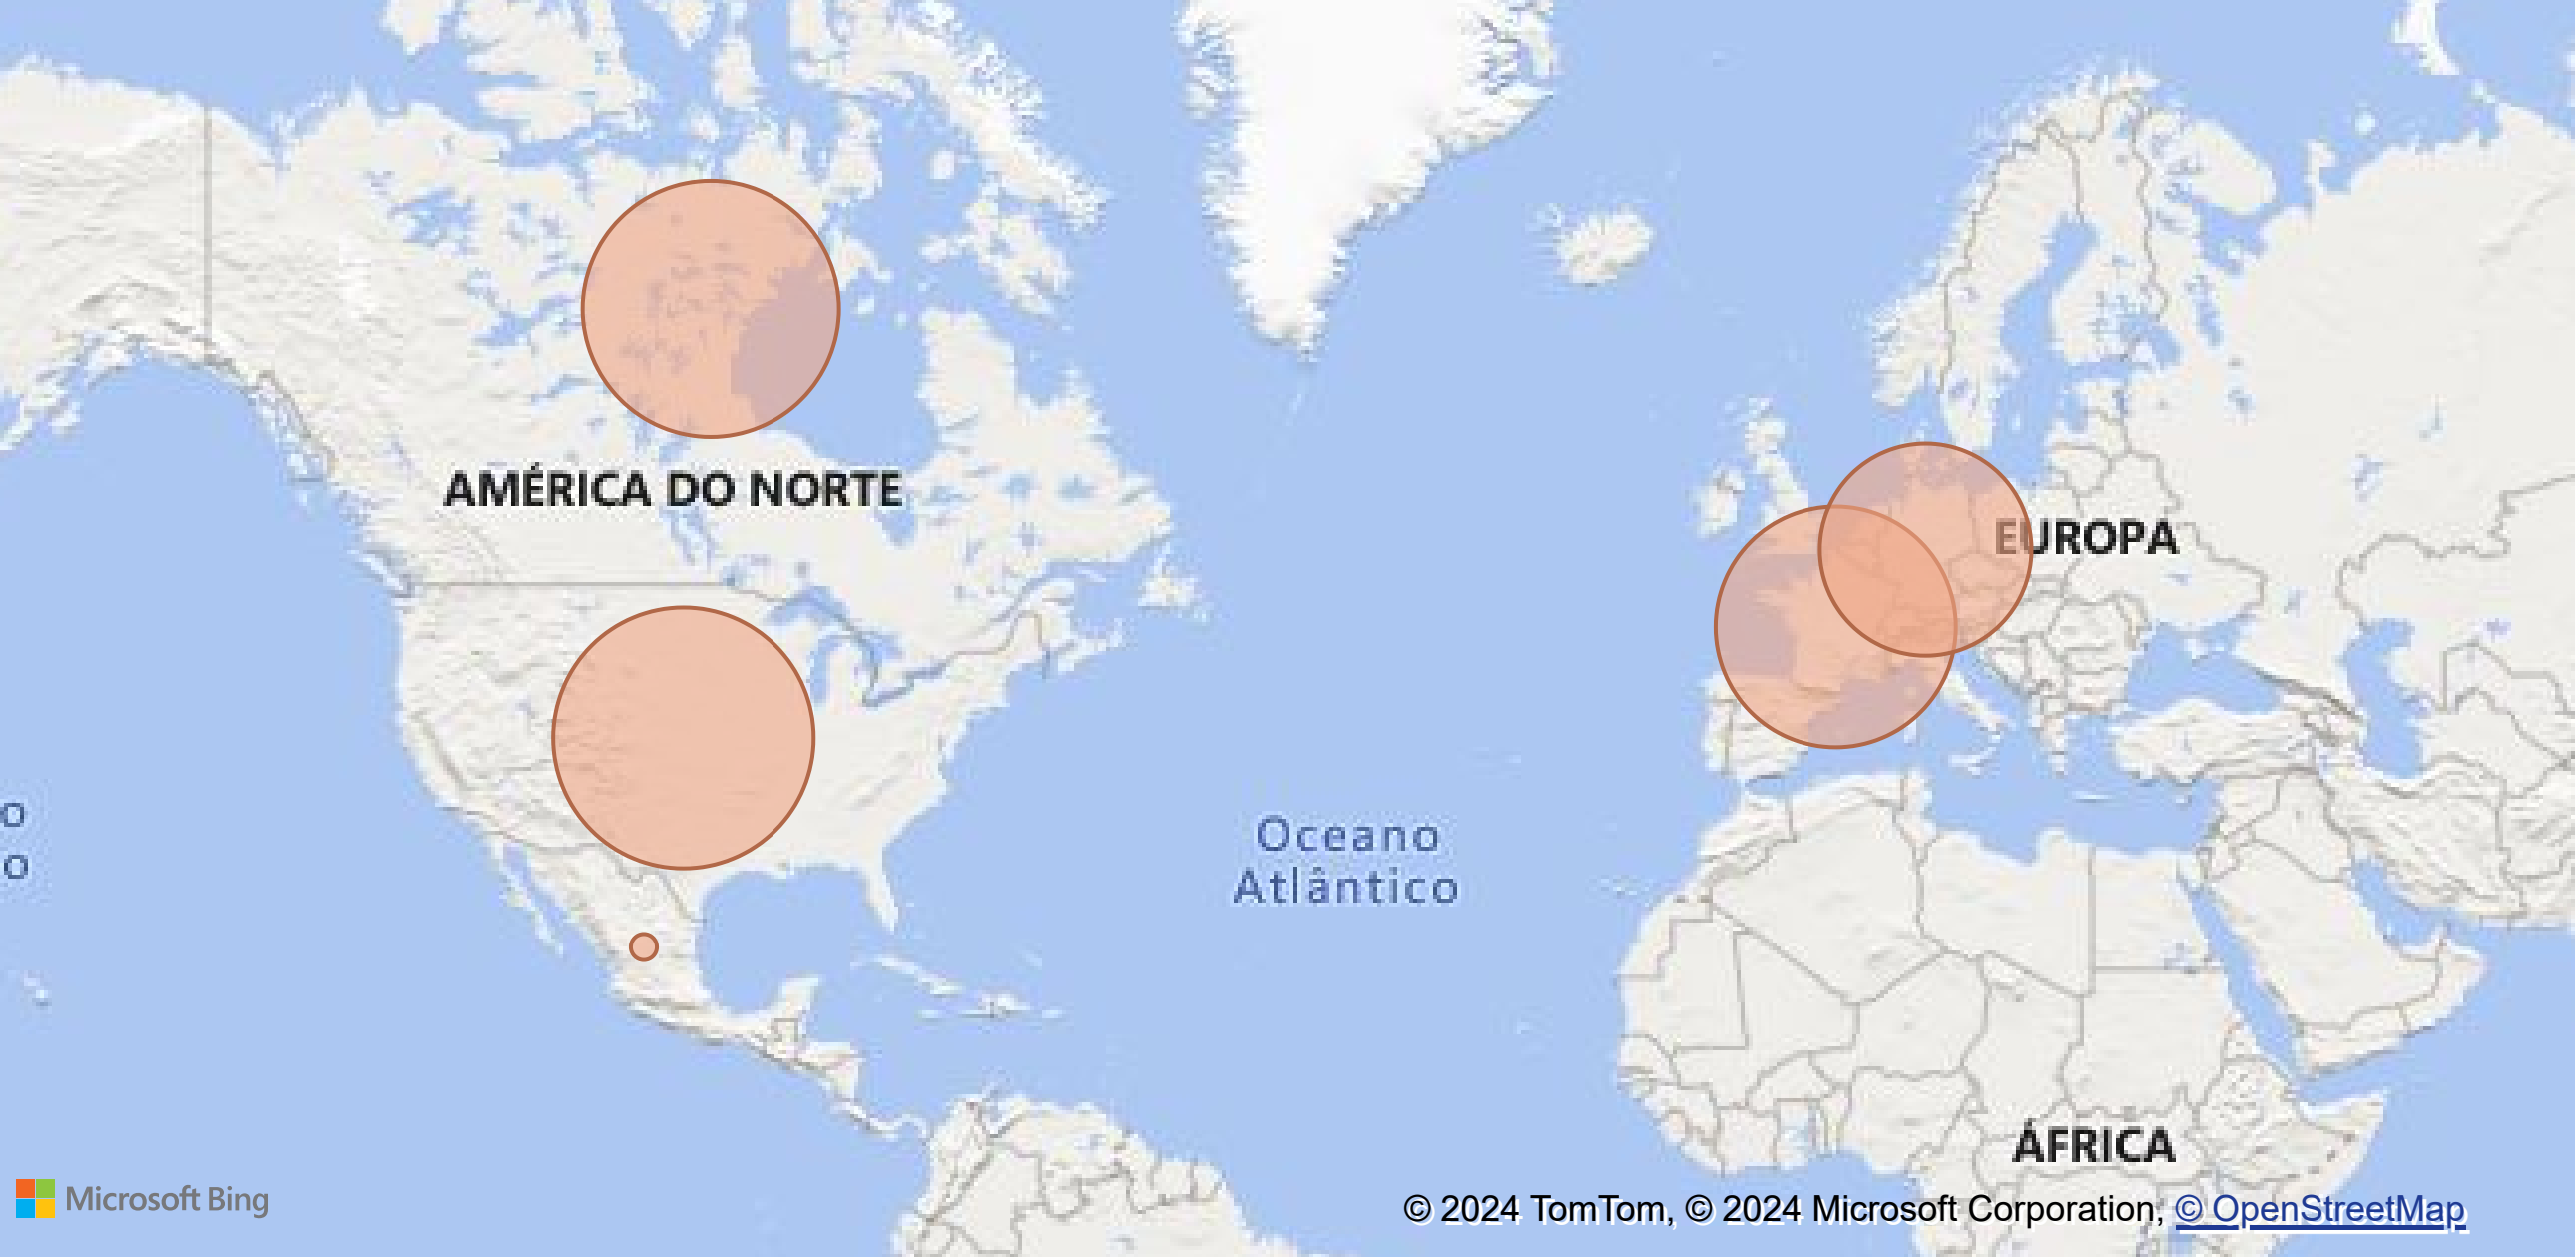 AMÉRICA DO NORTE
EUROPA
o
o
Oceano
Atlântico
ÁFRICA
Microsoft Bing
© 2024 TomTom, © 2024 Microsoft Corporation, © OpenStreetMap